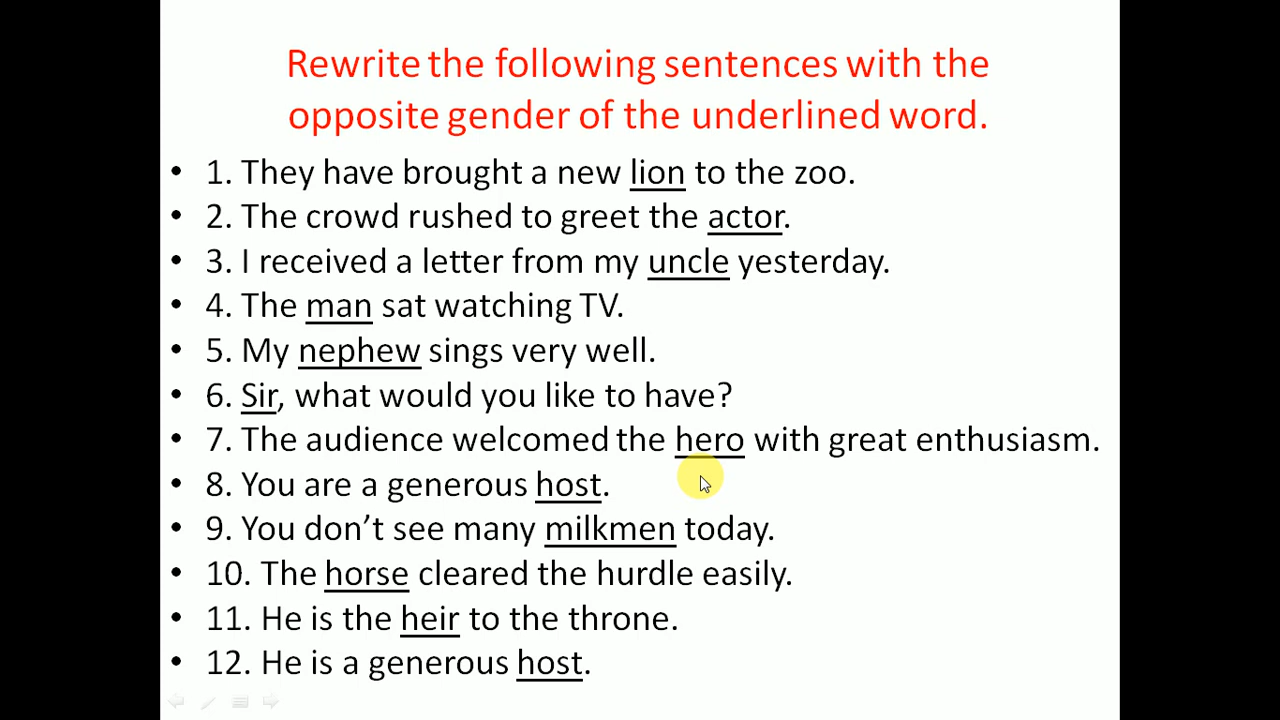 Rewrite the following sentences with the
opposite gender of the underlined word.
• 1. They have brought a new lion to the zoo.
• 2. The crowd rushed to greet the actor.
• 3. I received a letter from my uncle yesterday.
• 4. The man sat watching TV.
• 5. My nephew sings very well.
• 6. Sir, what would you like to have?
• 7. The audience welcomed the hero with great enthusiasm.
• 8. You are a generous host.
• 9. You don’t see many milkmen today.
• 10. The horse cleared the hurdle easily.
• 11. He is the heir to the throne.
• 12. He is a generous host.